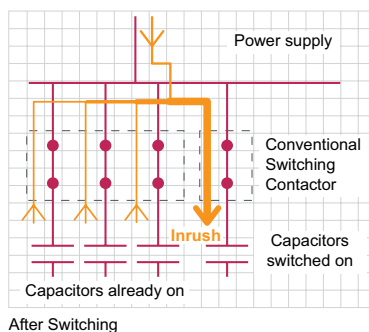 Power supply
Conventional
Switching
Contactor
Inrush
Capacitors
switched on
Capacitors already on
After Switching